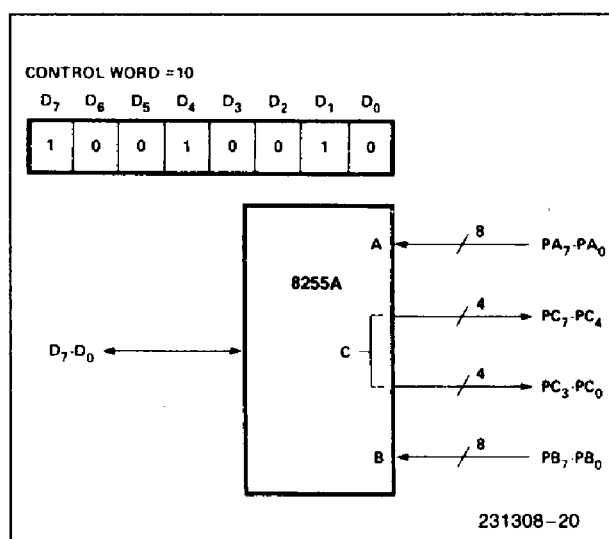 CONTROL WORD =10
D7 D6 D5 D4 D3 D2 D1 D0
1 0 0 1 0 0 1 0
A 8 PA7-PA0
8255A
4 PC7-PC4
D7-D0 C
4 PC3-PC0
B 8 PB7-PB0
231308-20